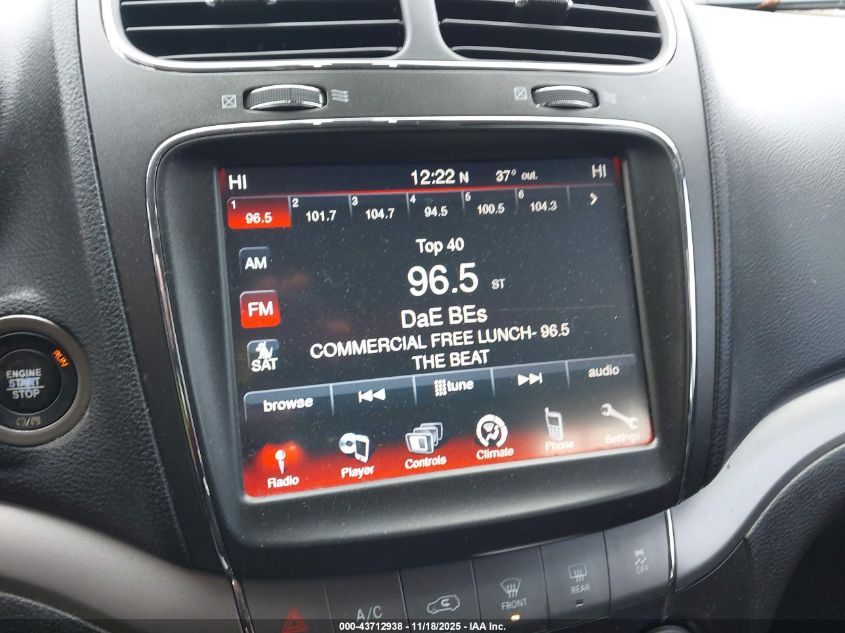 HI 12:22 N 37° out. HI
1 96.5 2 101.7 3 104.7 4 94.5 5 100.5 6 104.3
Top 40
AM
96.5 ST
FM
DaE BEs
COMMERCIAL FREE LUNCH- 96.5
THE BEAT
SAT
browse tune audio
Radio Player Controls Climate Phone Settings
RUN
ENGINE
START
STOP
A/C FRONT REAR OFF
000-43712938 - 11/18/2025 - IAA, Inc.